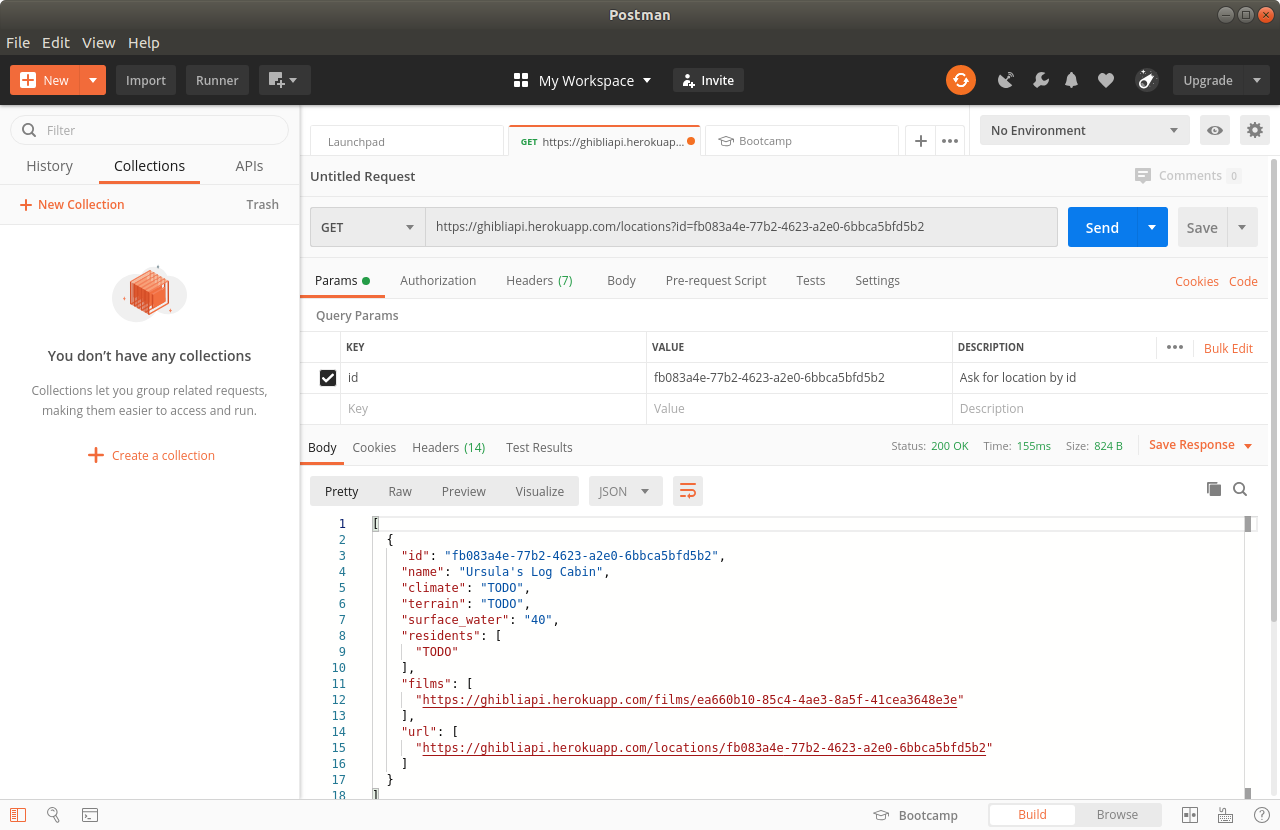 Postman
File Edit View Help
New Import Runner My Workspace Invite Upgrade
Filter
History Collections APIs
New Collection Trash
You don't have any collections
Collections let you group related requests,
making them easier to access and run.
Create a collection
Launchpad GET https://ghibliapi.herokuap... Bootcamp
No Environment
Untitled Request Comments 0
GET https://ghibliapi.herokuapp.com/locations?id=fb083a4e-77b2-4623-a2e0-6bbca5bfd5b2 Send Save
Params Authorization Headers (7) Body Pre-request Script Tests Settings Cookies Code
Query Params
KEY VALUE DESCRIPTION Bulk Edit
id fb083a4e-77b2-4623-a2e0-6bbca5bfd5b2 Ask for location by id
Key Value Description
Body Cookies Headers (14) Test Results Status: 200 OK Time: 155ms Size: 824 B Save Response
Pretty Raw Preview Visualize JSON
1 [
2 {
3 "id": "fb083a4e-77b2-4623-a2e0-6bbca5bfd5b2",
4 "name": "Ursula's Log Cabin",
5 "climate": "TODO",
6 "terrain": "TODO",
7 "surface_water": "40",
8 "residents": [
9 "TODO"
10 ],
11 "films": [
12 "https://ghibliapi.herokuapp.com/films/ea660b10-85c4-4ae3-8a5f-41cea3648e3e"
13 ],
14 "url": [
15 "https://ghibliapi.herokuapp.com/locations/fb083a4e-77b2-4623-a2e0-6bbca5bfd5b2"
16 ]
17 }
18 ]
Bootcamp Build Browse